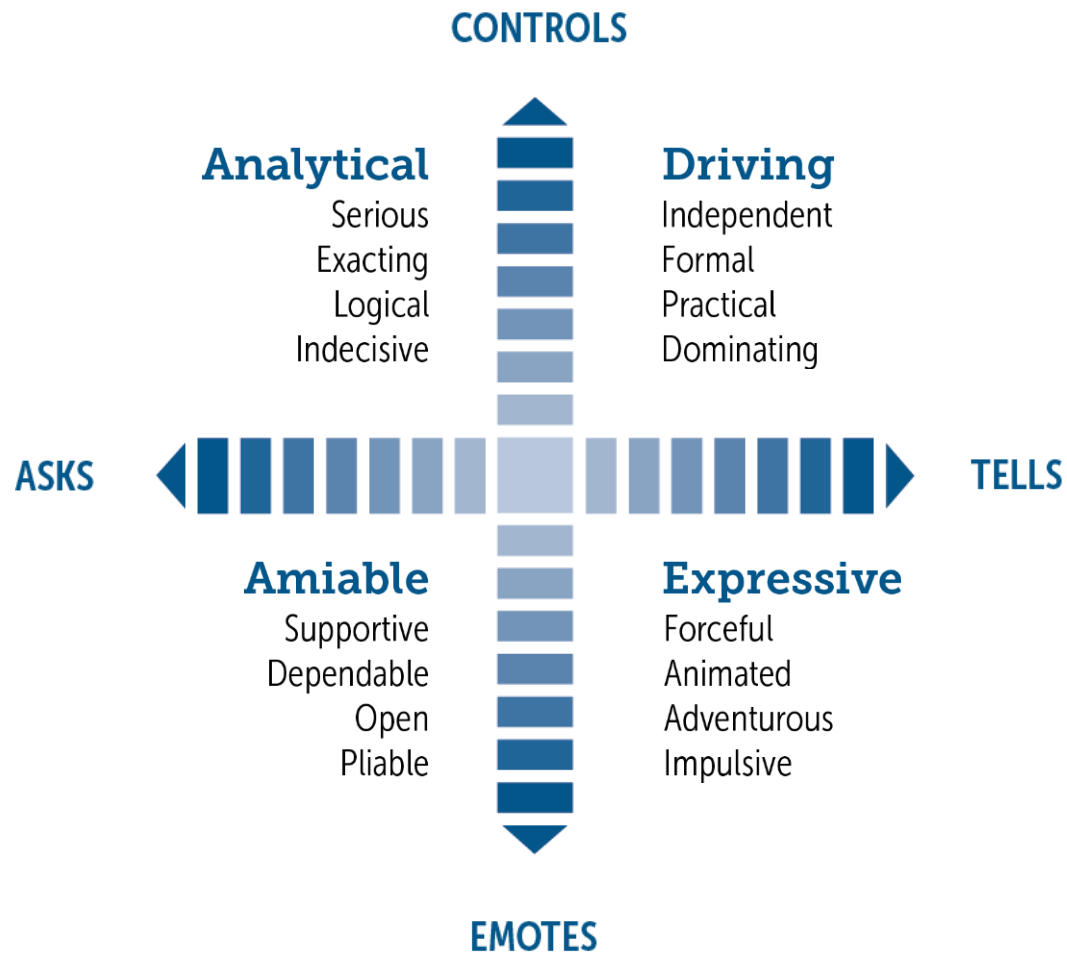 CONTROLS
Analytical
Serious
Exacting
Logical
Indecisive
Driving
Independent
Formal
Practical
Dominating
ASKS
TELLS
Amiable
Supportive
Dependable
Open
Pliable
Expressive
Forceful
Animated
Adventurous
Impulsive
EMOTES